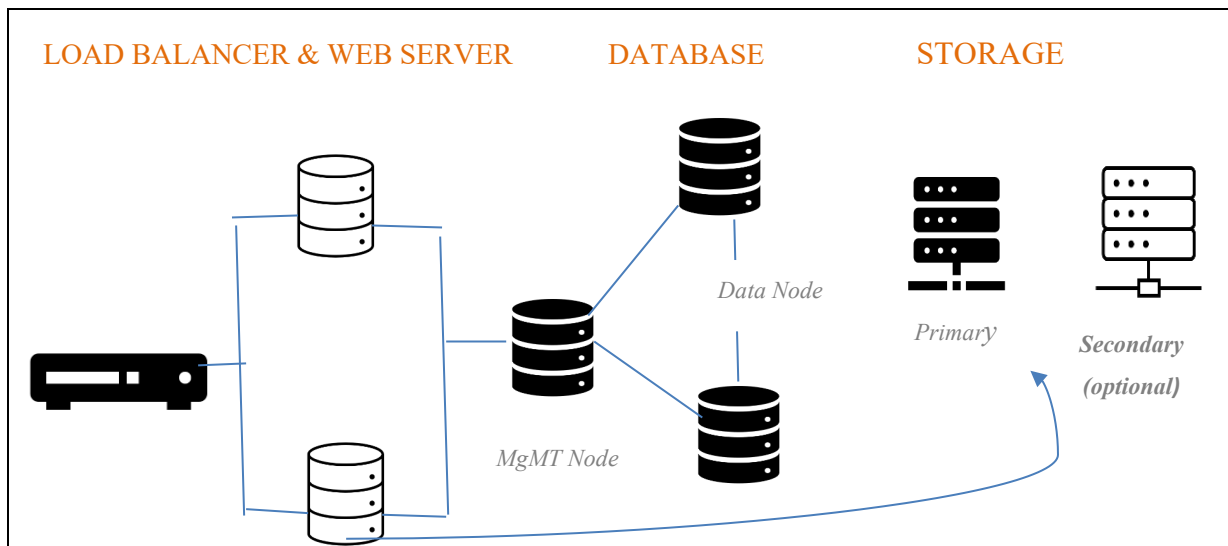 LOAD BALANCER & WEB SERVER
DATABASE
STORAGE
Data Node
Primary
Secondary
(optional)
MgMT Node